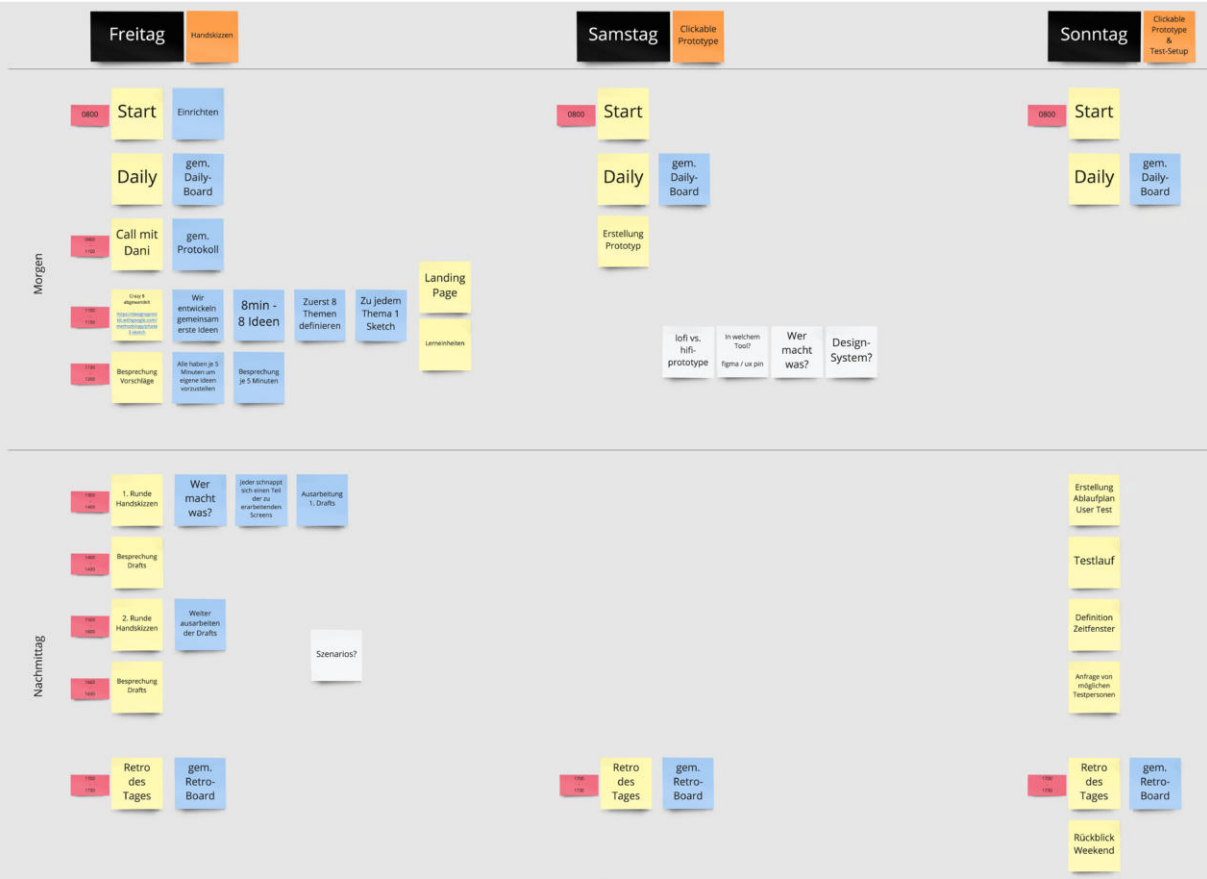 Freitag
Handskizzen
Samstag
Clickable
Prototype
Sonntag
Clickable
Prototype
&
Test-Setup
Morgen
0800
Start
Einrichten
0800
Start
0800
Start
Daily
gem.
Daily-
Board
Daily
gem.
Daily-
Board
Daily
gem.
Daily-
Board
Call mit
Dani
gem.
Protokoll
Erstellung
Prototyp
Landing
Page
Lerneinheiten
Crazy 8
abgewandelt
Wir
entwickeln
gemeinsam
erste Ideen
8min -
8 Ideen
Zuerst 8
Themen
definieren
Zu jedem
Thema 1
Sketch
lofi vs.
hifi-
prototype
In welchem
Tool?
figma / ux pin
Wer
macht
was?
Design-
System?
Besprechung
Vorschläge
Alle haben je 5
Minuten um
eigene Ideen
vorzustellen
Besprechung
je 5 Minuten
Nachmittag
1. Runde
Handskizzen
Wer
macht
was?
Jeder schnappt
sich einen Teil
der zu
erarbeitenden
Screens
Ausarbeitung
1. Drafts
Erstellung
Ablaufplan
User Test
Besprechung
Drafts
Testlauf
2. Runde
Handskizzen
Weiter
ausarbeiten
der Drafts
Szenarios?
Definition
Zeitfenster
Besprechung
Drafts
Anfrage von
möglichen
Testpersonen
Retro
des
Tages
gem.
Retro-
Board
Retro
des
Tages
gem.
Retro-
Board
Retro
des
Tages
gem.
Retro-
Board
Rückblick
Weekend